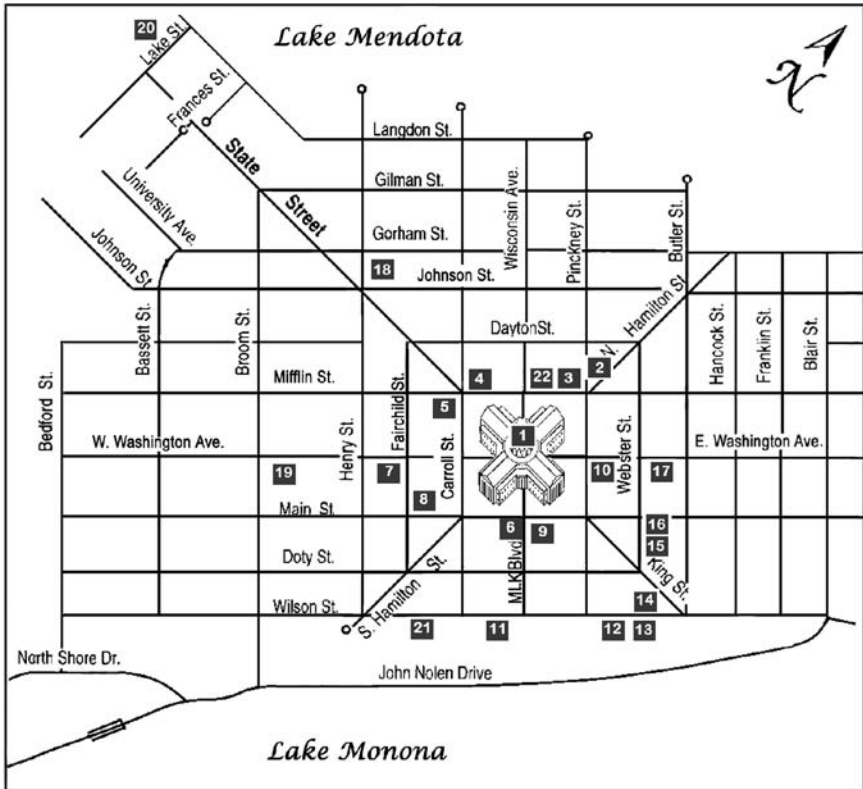 20
Lake Mendota
Lake St.
Frances St.
N
Langdon St.
State
Street
Gilman St.
University Ave.
Wisconsin Ave.
Pinckney St.
Butler St.
Gorham St.
Johnson St.
18
Johnson St.
N. Hamilton St
Dayton St.
Bassett St.
Broom St.
Hancock St.
Franklin St.
Blair St.
Bedford St.
Mifflin St.
Fairchild St.
4
22
3
2
5
W. Washington Ave.
Henry St.
Carroll St.
1
Webster St.
E. Washington Ave.
19
7
10
17
8
Main St
6
9
16
15
Doty St.
MLK Blvd
King St.
Wilson St.
S. Hamilton St.
14
21
11
12
13
North Shore Dr.
John Nolen Drive
Lake Monona